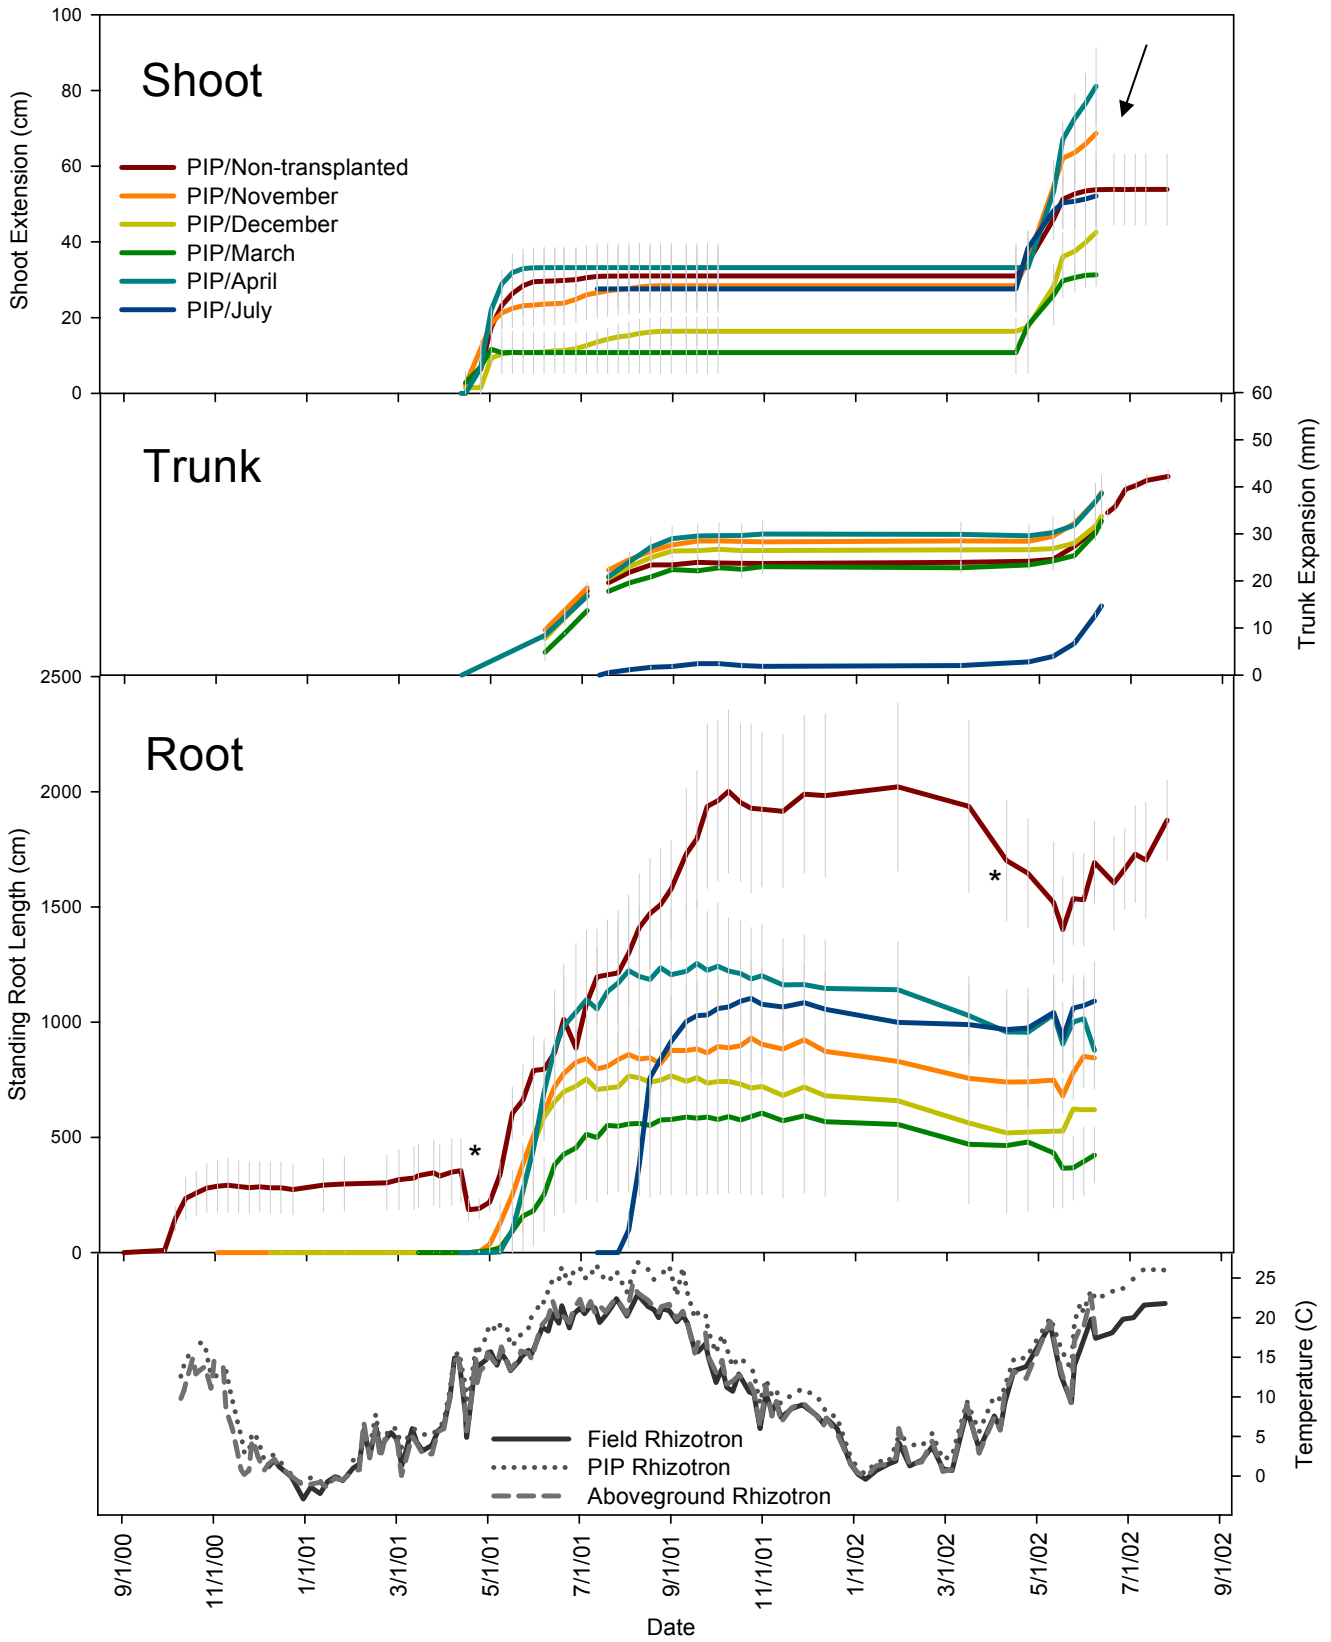 100
80
60
40
20
0
Shoot Extension (cm)
Shoot
PIP/Non-transplanted
PIP/November
PIP/December
PIP/March
PIP/April
PIP/July
60
50
40
30
20
10
0
Trunk Expansion (mm)
Trunk
2500
2000
1500
1000
500
0
Standing Root Length (cm)
Root
*
*
25
20
15
10
5
0
Temperature (C)
Field Rhizotron
PIP Rhizotron
Aboveground Rhizotron
9/1/00
11/1/00
1/1/01
3/1/01
5/1/01
7/1/01
9/1/01
11/1/01
1/1/02
3/1/02
5/1/02
7/1/02
9/1/02
Date